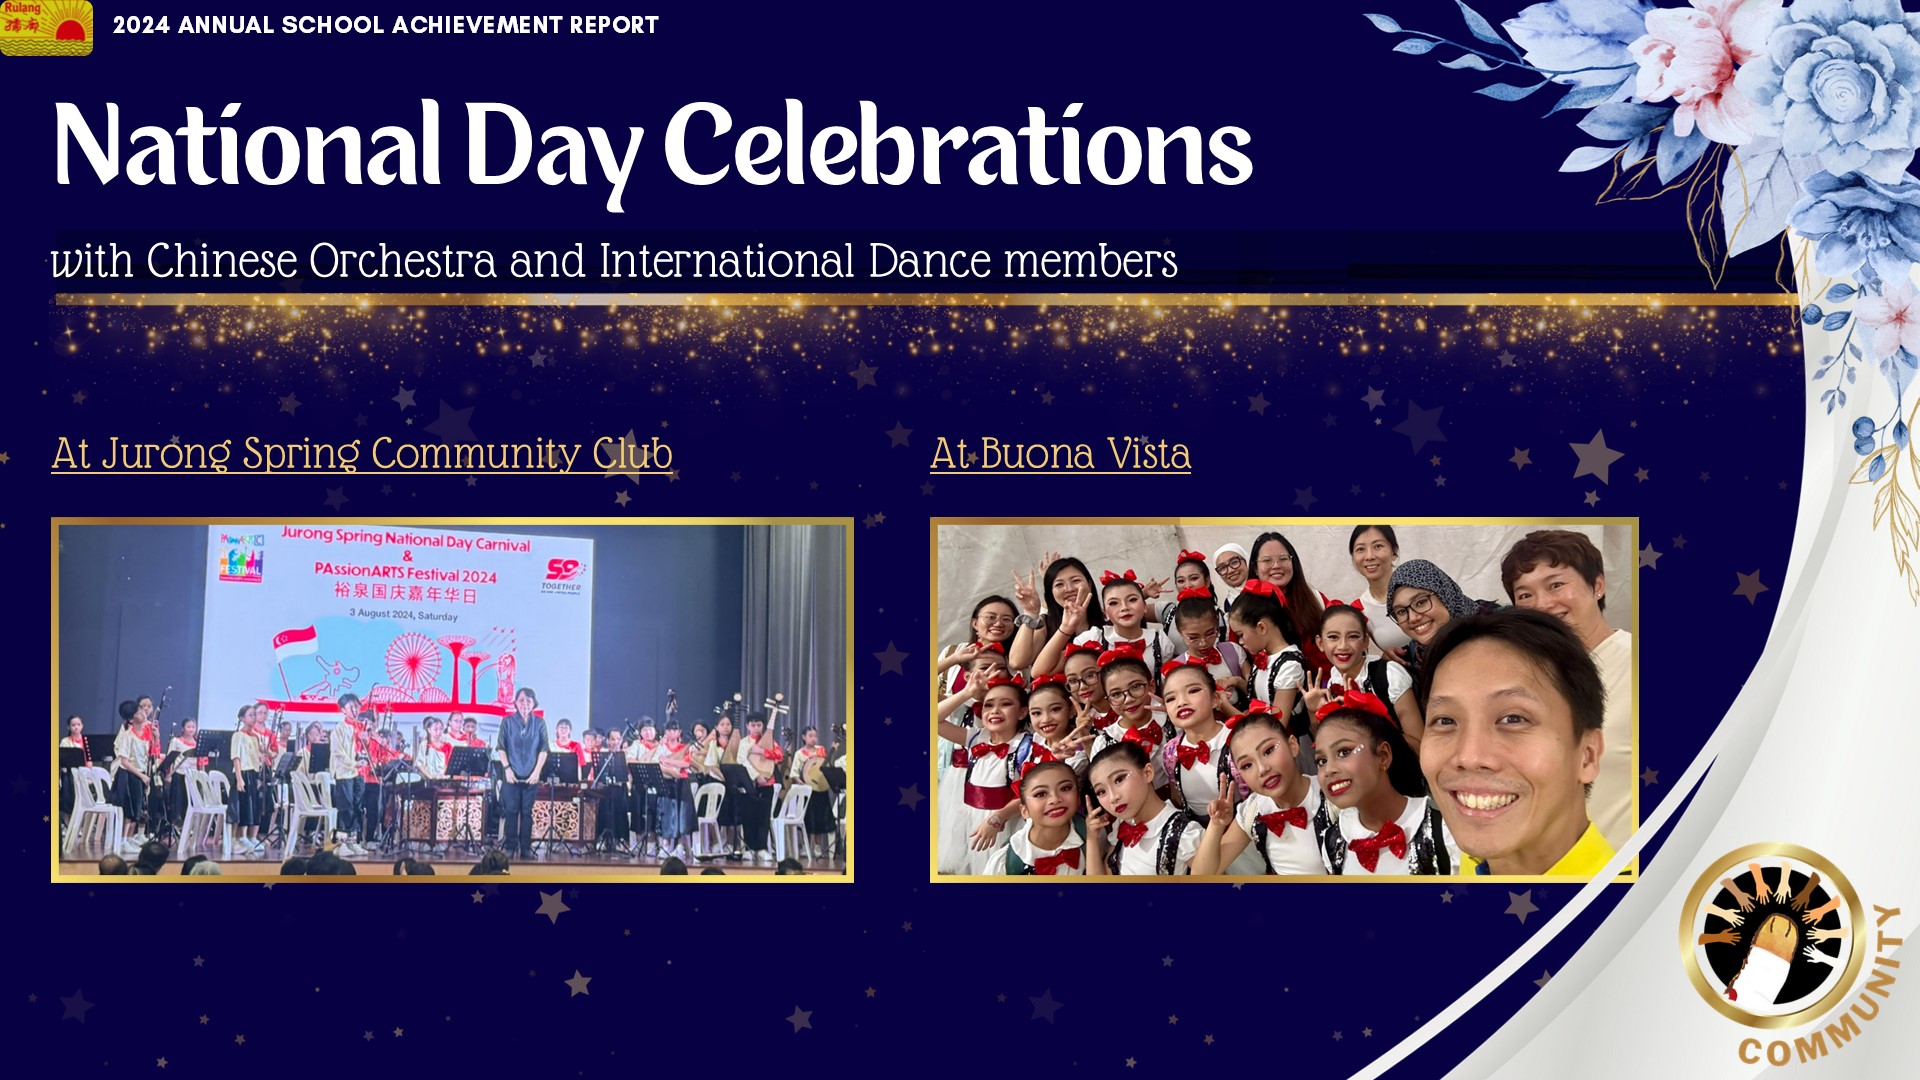 Rulang
孺廊
2024 ANNUAL SCHOOL ACHIEVEMENT REPORT
National Day Celebrations
with Chinese Orchestra and International Dance members
At Jurong Spring Community Club
At Buona Vista
FESTIVAL
Jurong Spring National Day Carnival
&
PAssionARTS Festival 2024
裕泉国庆嘉年华日
3 August 2024, Saturday
TOGETHER
COMMUNITY